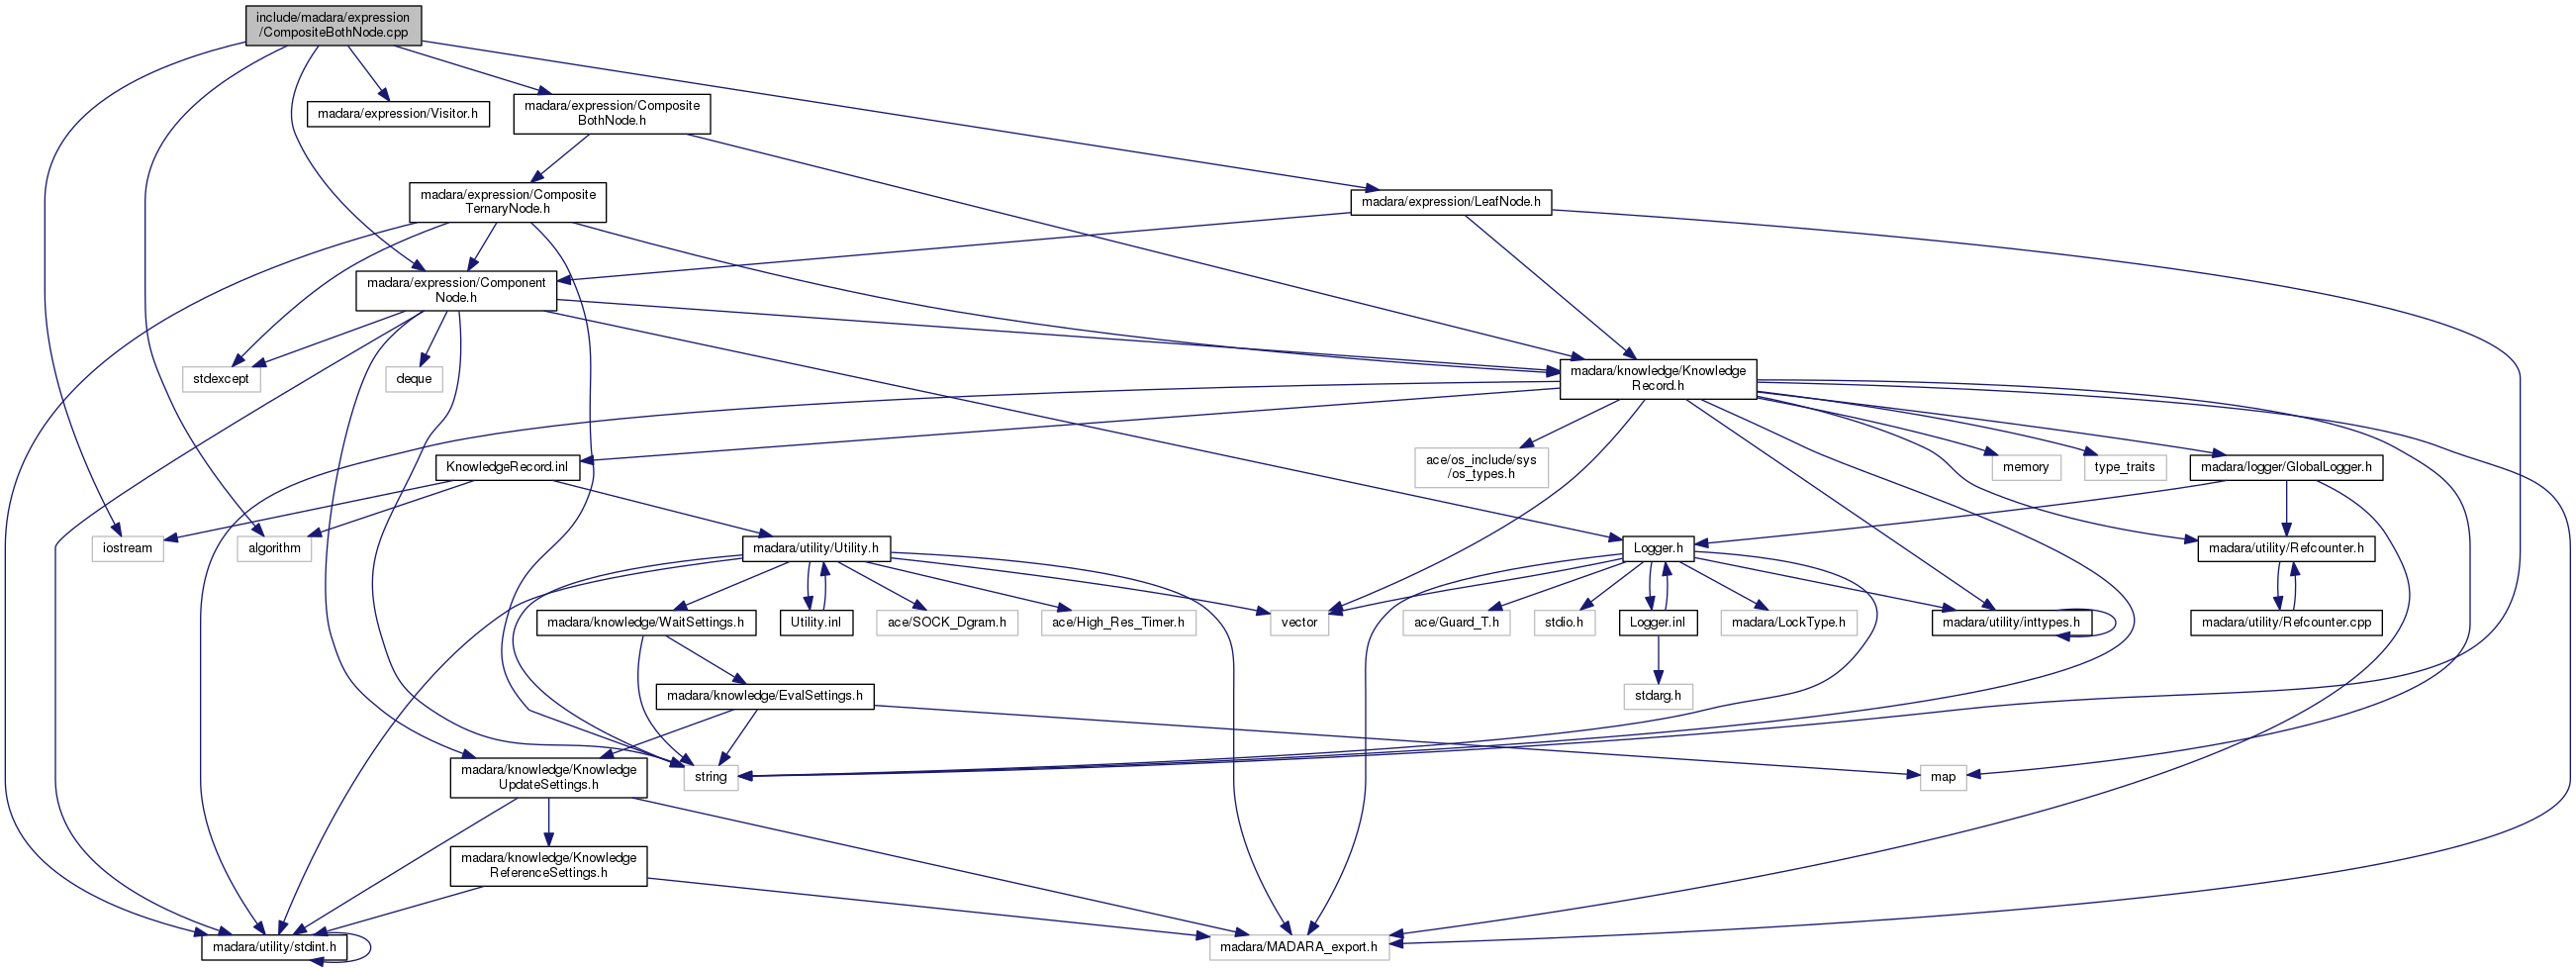 include/madara/expression
/CompositeBothNode.cpp
madara/expression/Visitor.h
madara/expression/Composite
BothNode.h
madara/expression/Composite
TernaryNode.h
madara/expression/LeafNode.h
madara/expression/Component
Node.h
stdexcept
deque
madara/knowledge/Knowledge
Record.h
KnowledgeRecord.inl
ace/os_include/sys
/os_types.h
memory
type_traits
madara/logger/GlobalLogger.h
iostream
algorithm
madara/utility/Utility.h
Logger.h
madara/utility/Refcounter.h
madara/knowledge/WaitSettings.h
Utility.inl
ace/SOCK_Dgram.h
ace/High_Res_Timer.h
vector
ace/Guard_T.h
stdio.h
Logger.inl
madara/LockType.h
madara/utility/inttypes.h
madara/utility/Refcounter.cpp
madara/knowledge/EvalSettings.h
stdarg.h
madara/knowledge/Knowledge
UpdateSettings.h
string
map
madara/knowledge/Knowledge
ReferenceSettings.h
madara/utility/stdint.h
madara/MADARA_export.h